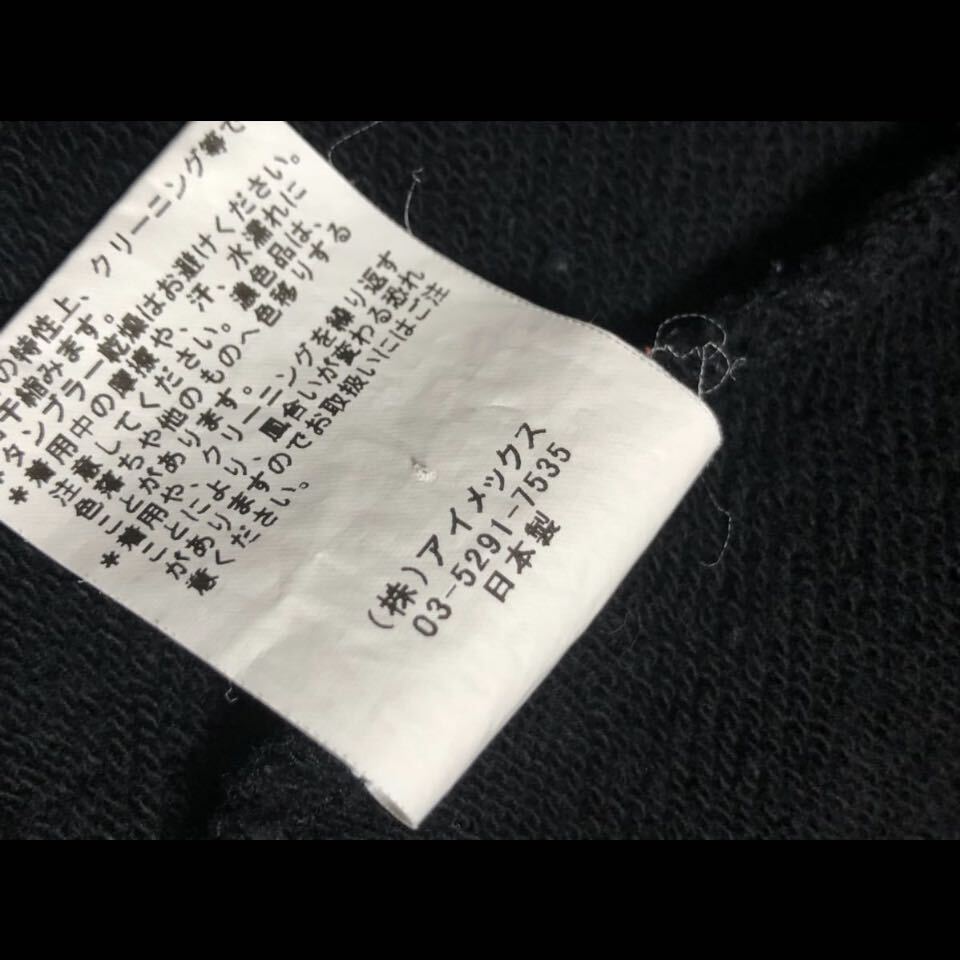 の特性上、クリーニング等で
干縮みます。
*タンブラー乾燥はお避けください。
*着用中の摩擦や、汗、水濡れに
注意してください。濃色品は、
色落ちや他のものへ色移りする
ことがあります。
*着用や、クリーニングを繰り返す
ことにより、風合いが変わる恐れ
がありますのでお取扱いにはご注
意ください。
(株)アイメックス
03-5291-7535
日本製